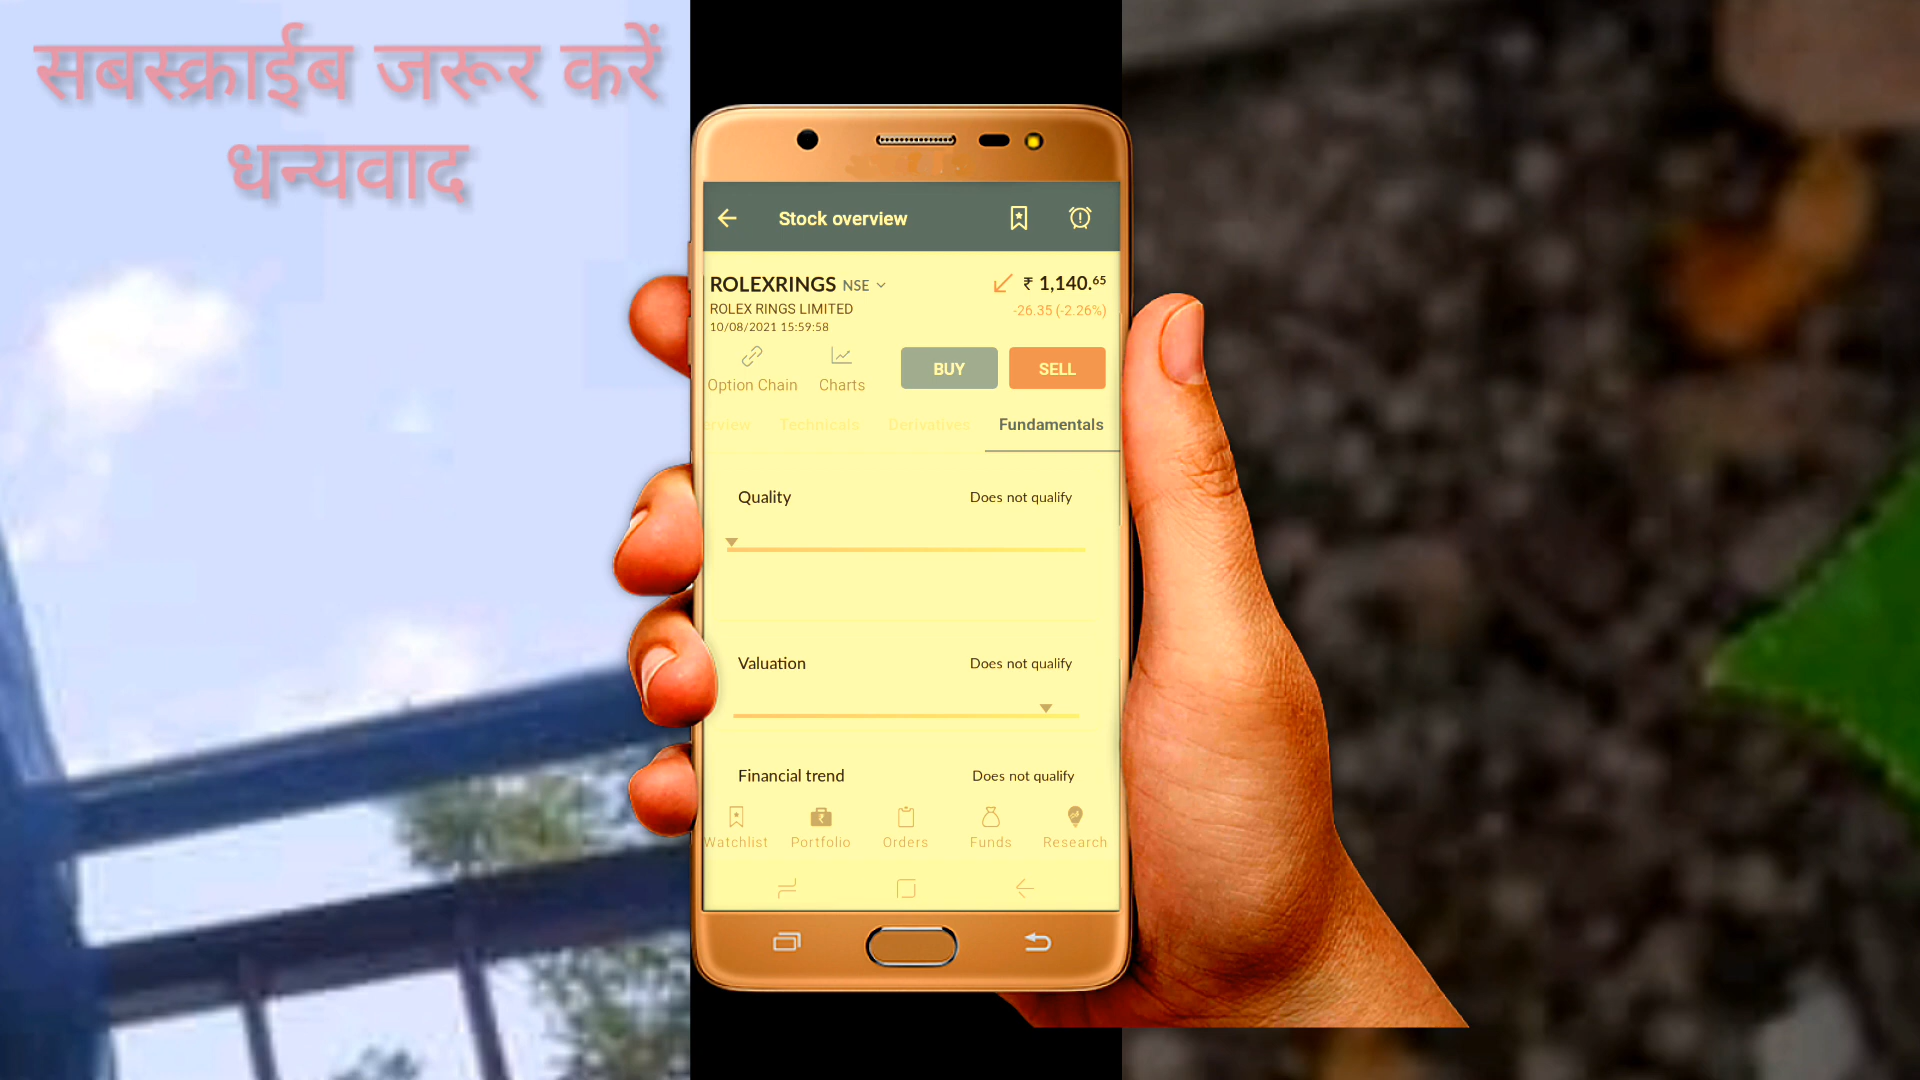 सबस्क्राईब जरूर करें
धन्यवाद
Stock overview
ROLEXRINGS NSE
₹ 1,140.65
ROLEX RINGS LIMITED
-26.35 (-2.26%)
10/08/2021 15:59:58
Option Chain
Charts
BUY
SELL
erview
Technicals
Derivatives
Fundamentals
Quality
Does not qualify
Valuation
Does not qualify
Financial trend
Does not qualify
Watchlist
Portfolio
Orders
Funds
Research